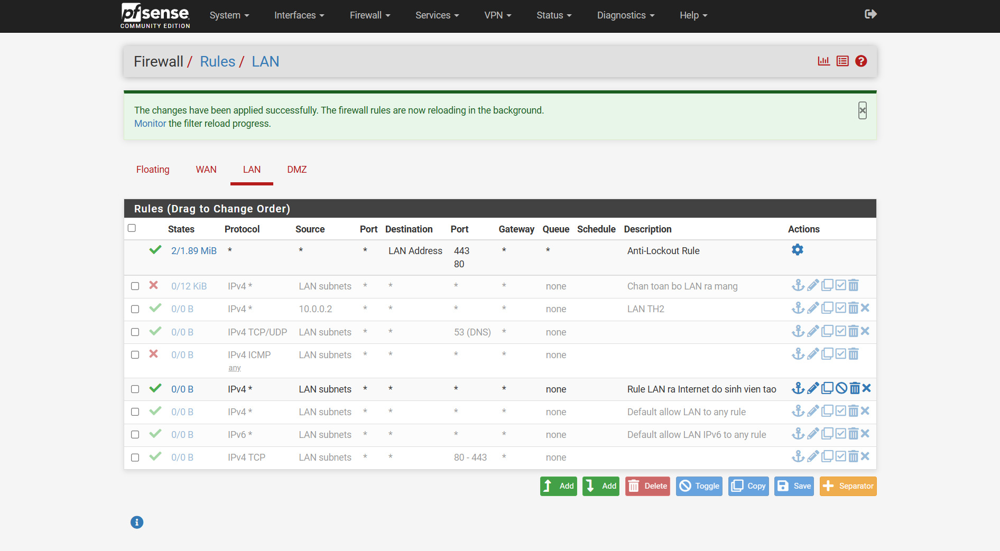 pfsense System Interfaces Firewall Services VPN Status Diagnostics Help
COMMUNITY EDITION
Firewall / Rules / LAN
The changes have been applied successfully. The firewall rules are now reloading in the background.
Monitor the filter reload progress.
Floating WAN LAN DMZ
Rules (Drag to Change Order)
States Protocol Source Port Destination Port Gateway Queue Schedule Description Actions
2/1.89 MiB * * * LAN Address 443 * * Anti-Lockout Rule
80
0/12 KiB IPv4 * LAN subnets * * * * none Chan toan bo LAN ra mang
0/0 B IPv4 * 10.0.0.2 * * * * none LAN TH2
0/0 B IPv4 TCP/UDP LAN subnets * * 53 (DNS) * none
0/0 B IPv4 ICMP LAN subnets * * * * none
any
0/0 B IPv4 * LAN subnets * * * * none Rule LAN ra Internet do sinh vien tao
0/0 B IPv4 * LAN subnets * * * * none Default allow LAN to any rule
0/0 B IPv6 * LAN subnets * * * * none Default allow LAN IPv6 to any rule
0/0 B IPv4 TCP LAN subnets * * 80 - 443 * none
Add Add Delete Toggle Copy Save Separator